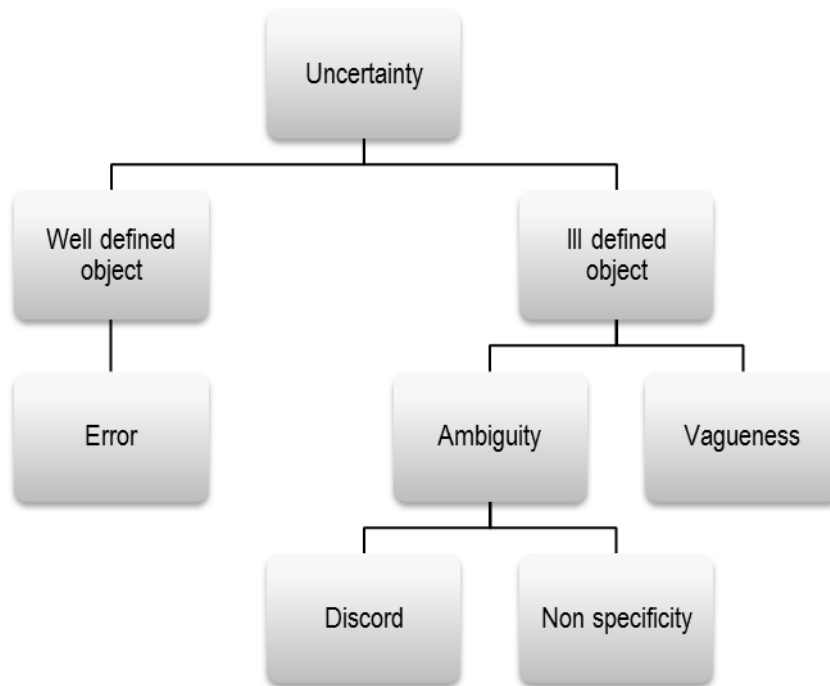 Uncertainty
Well defined
object
Ill defined
object
Error
Ambiguity
Vagueness
Discord
Non specificity